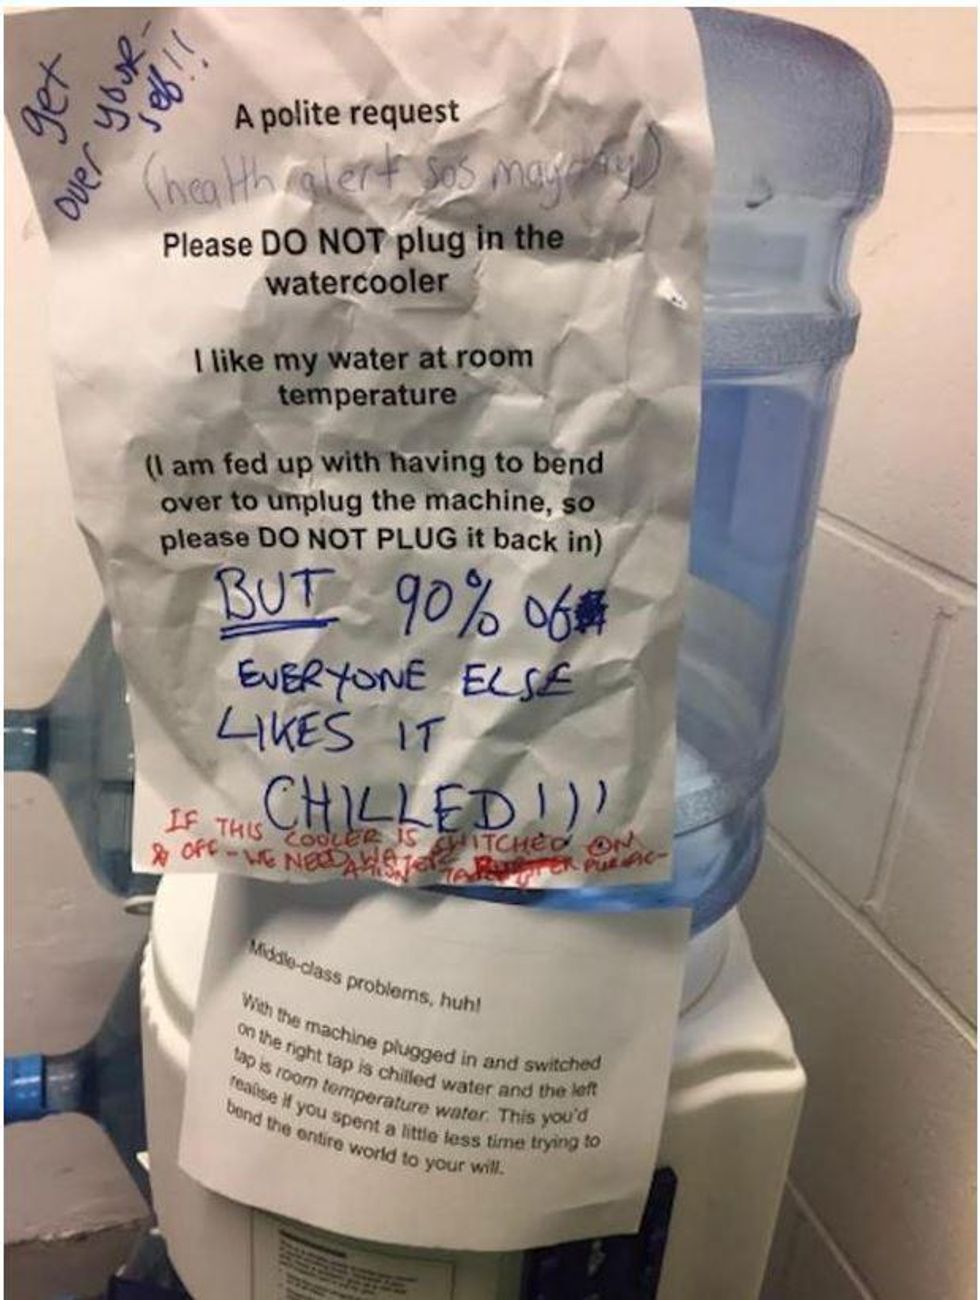 get
over your-
self!!
A polite request
(health alert sos mayday)
Please DO NOT plug in the
watercooler
I like my water at room
temperature
(I am fed up with having to bend
over to unplug the machine, so
please DO NOT PLUG it back in)
BUT 90% of
EVERYONE ELSE
LIKES IT
CHILLED!!!
IF THIS COOLER IS SWITCHED ON
& OFF - WE NEED WATER PURIFIC-
ATION
Middle-class problems, huh!
With the machine plugged in and switched
on the right tap is chilled water and the left
tap is room temperature water. This you'd
realise if you spent a little less time trying to
bend the entire world to your will.